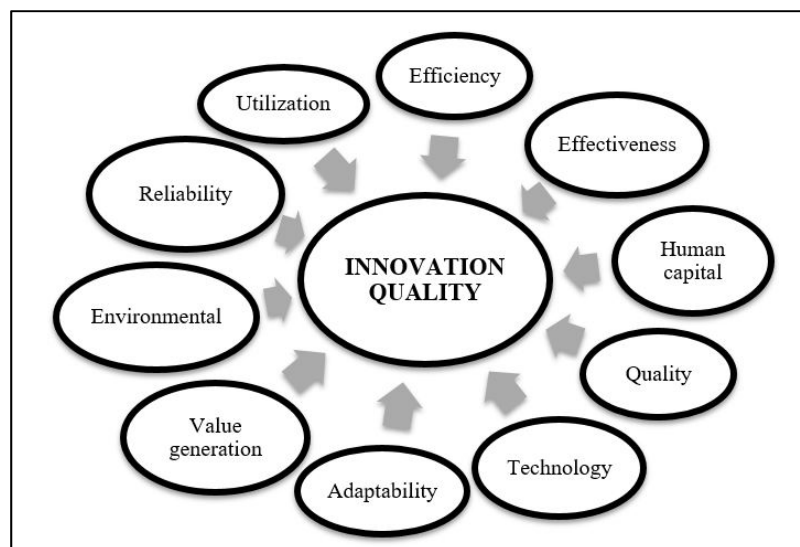 Efficiency
Utilization
Effectiveness
Reliability
Human
capital
INNOVATION
QUALITY
Environmental
Quality
Value
generation
Technology
Adaptability